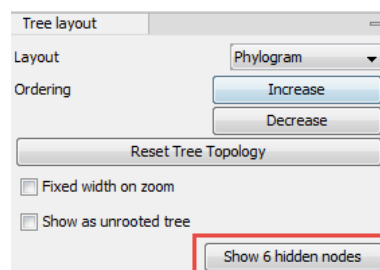 Tree layout
Layout Phylogram
Ordering Increase
Decrease
Reset Tree Topology
Fixed width on zoom
Show as unrooted tree
Show 6 hidden nodes